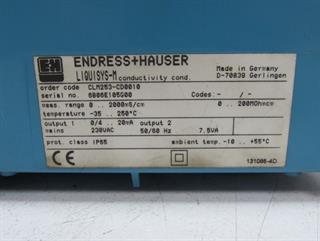 E+H ENDRESS+HAUSER
LIQUISYS-M conductivity cond.
Made in Germany
D-70839 Gerlingen
order code CLM253-CD0010
serial no. 6B06E105G00 Codes: - / -
meas. range 0 .. 2000mS/cm 0 .. 200MOhmcm
temperature -35 .. 250°C
output 1 0/4 .. 20mA output 2
mains 230VAC 50/60 Hz 7.5VA
prot. class IP65 ambient temp. -10 .. +55°C
CE
131086-4D